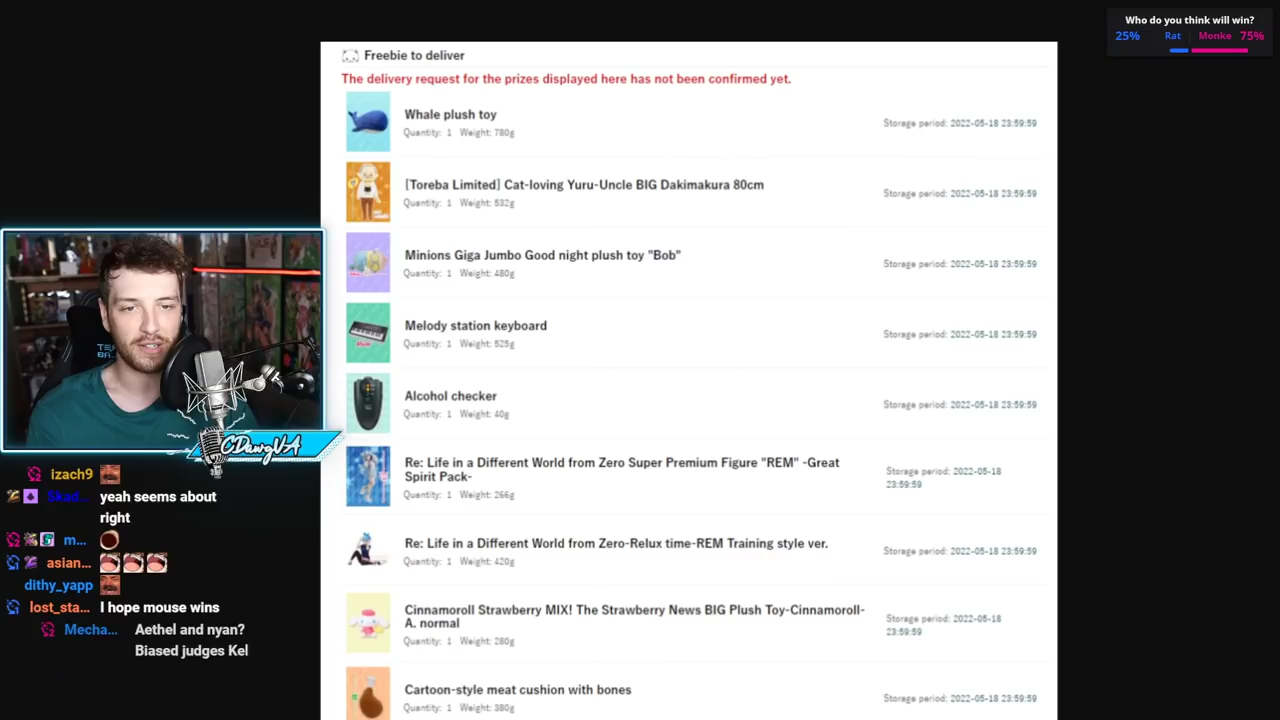 Who do you think will win?
25% Rat Monke 75%
Freebie to deliver
The delivery request for the prizes displayed here has not been confirmed yet.
Whale plush toy
Quantity: 1 Weight: 780g
Storage period: 2022-05-18 23:59:59
[Toreba Limited] Cat-loving Yuru-Uncle BIG Dakimakura 80cm
Quantity: 1 Weight: 532g
Storage period: 2022-05-18 23:59:59
Minions Giga Jumbo Good night plush toy "Bob"
Quantity: 1 Weight: 480g
Storage period: 2022-05-18 23:59:59
Melody station keyboard
Quantity: 1 Weight: 525g
Storage period: 2022-05-18 23:59:59
Alcohol checker
Quantity: 1 Weight: 40g
Storage period: 2022-05-18 23:59:59
Re: Life in a Different World from Zero Super Premium Figure "REM" -Great
Spirit Pack-
Quantity: 1 Weight: 266g
Storage period: 2022-05-18
23:59:59
Re: Life in a Different World from Zero-Relux time-REM Training style ver.
Quantity: 1 Weight: 420g
Storage period: 2022-05-18 23:59:59
Cinnamoroll Strawberry MIX! The Strawberry News BIG Plush Toy-Cinnamoroll-
A. normal
Quantity: 1 Weight: 280g
Storage period: 2022-05-18
23:59:59
Cartoon-style meat cushion with bones
Quantity: 1 Weight: 380g
Storage period: 2022-05-18 23:59:59
CDawgVA
izach9
Skad... yeah seems about
right
m...
asian...
dithy_yapp
lost_sta... I hope mouse wins
Mecha... Aethel and nyan?
Biased judges Kel